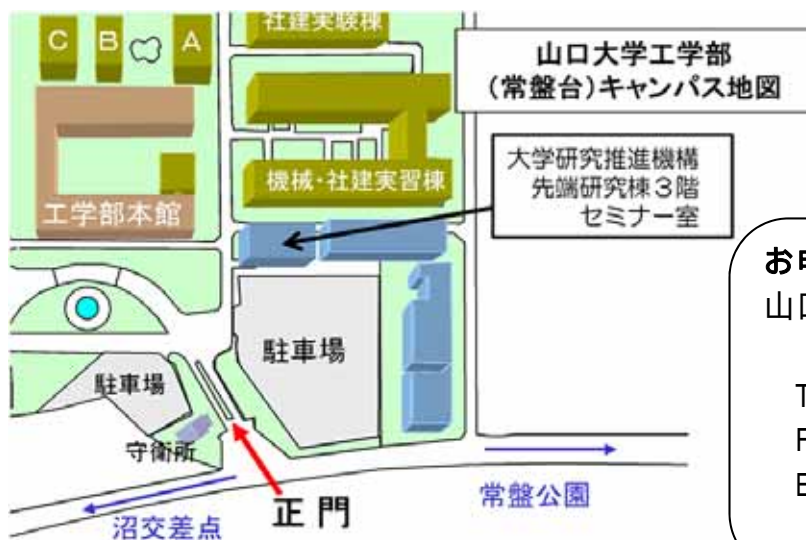 社建実験棟
C B A
山口大学工学部
(常盤台)キャンパス地図
大学研究推進機構
先端研究棟3階
セミナー室
機械・社建実習棟
工学部本館
お申
山口
駐車場
駐車場
T
F
E
守衛所
正門
常盤公園
沼交差点